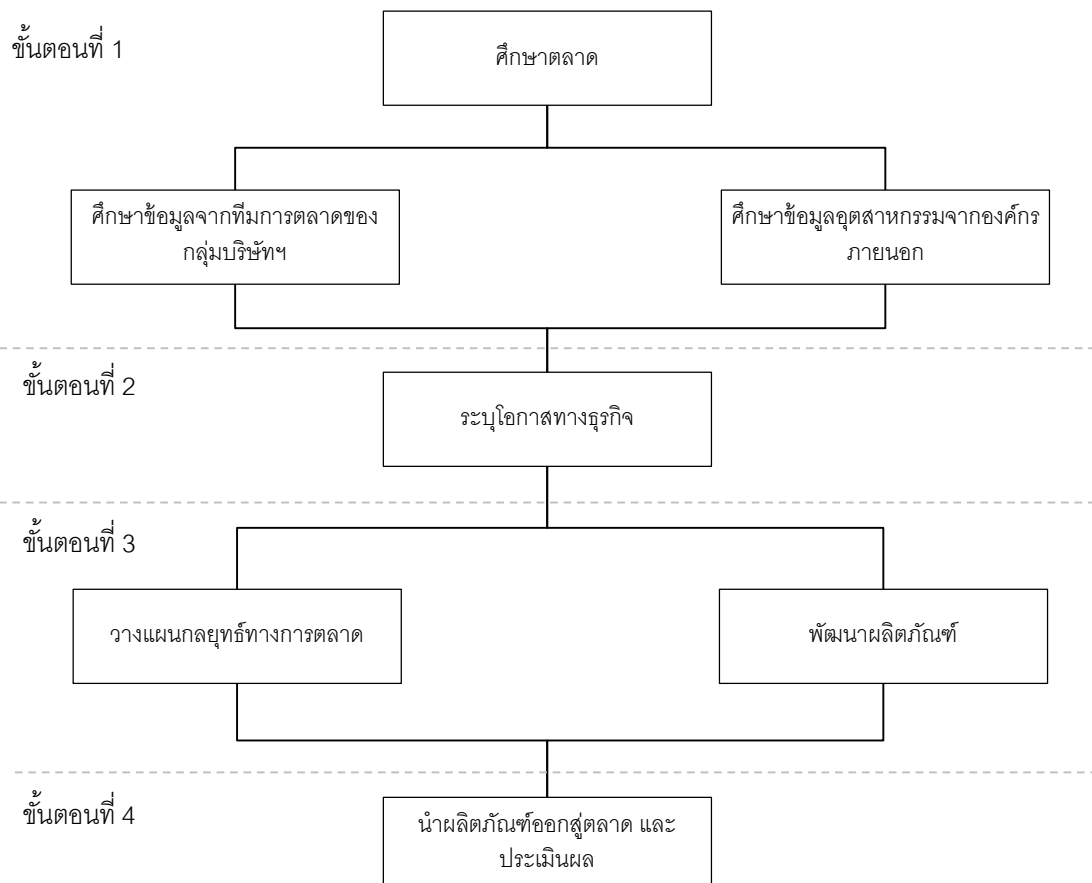 ขั้นตอนที่ 1
ศึกษาตลาด
ศึกษาข้อมูลจากทีมการตลาดของ
กลุ่มบริษัทฯ
ศึกษาข้อมูลอุตสาหกรรมจากองค์กร
ภายนอก
ขั้นตอนที่ 2
ระบุโอกาสทางธุรกิจ
ขั้นตอนที่ 3
วางแผนกลยุทธ์ทางการตลาด
พัฒนาผลิตภัณฑ์
ขั้นตอนที่ 4
นำผลิตภัณฑ์ออกสู่ตลาด และ
ประเมินผล